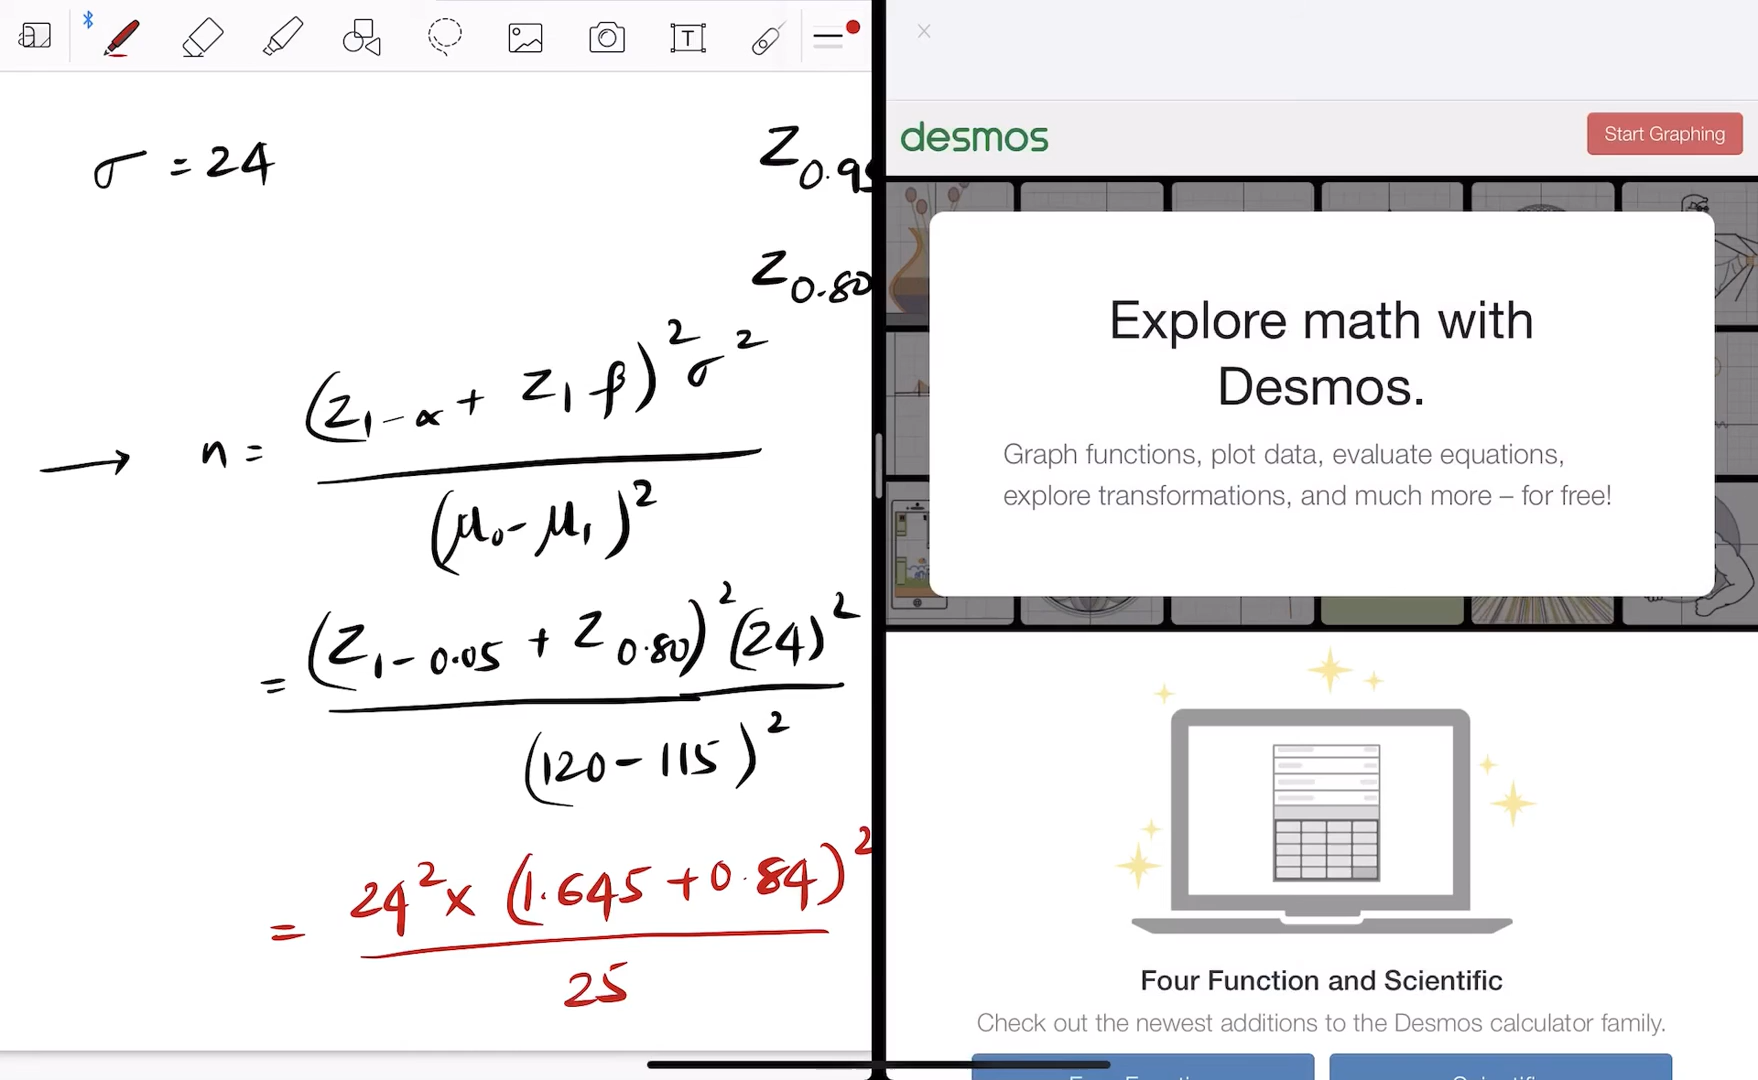 σ = 24
Z0.95
Z0.80
→ n = (Z1-α + Z1 β)² σ²
(μ0 - μ1)²
= (Z1-0.05 + Z0.80)² (24)²
(120 - 115)²
= 24² x (1.645 + 0.84)²
25
T
×
desmos
Start Graphing
Explore math with
Desmos.
Graph functions, plot data, evaluate equations,
explore transformations, and much more – for free!
Four Function and Scientific
Check out the newest additions to the Desmos calculator family.